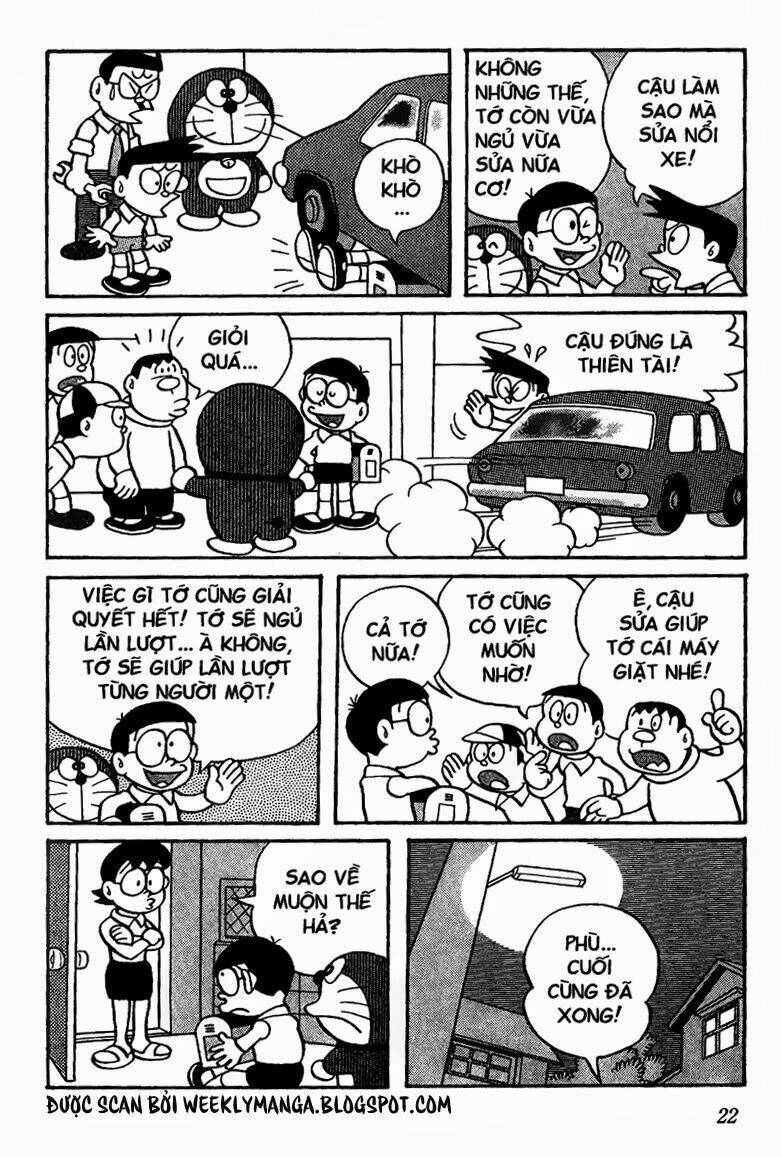 CẬU LÀM
SAO MÀ
SỬA NỔI
XE!
KHÔNG
NHỮNG THẾ,
TỚ CÒN VỪA
NGỦ VỪA
SỬA NỮA
CƠ!
KHÒ
KHÒ
...
CẬU ĐÚNG LÀ
THIÊN TÀI!
GIỎI
QUÁ...
Ê, CẬU
SỬA GIÚP
TỚ CÁI MÁY
GIẶT NHÉ!
TỚ CŨNG
CÓ VIỆC
MUỐN
NHỜ!
CẢ TỚ
NỮA!
VIỆC GÌ TỚ CŨNG GIẢI
QUYẾT HẾT! TỚ SẼ NGỦ
LẦN LƯỢT... À KHÔNG,
TỚ SẼ GIÚP LẦN LƯỢT
TỪNG NGƯỜI MỘT!
PHÙ...
CUỐI
CÙNG ĐÃ
XONG!
SAO VỀ
MUỘN THẾ
HẢ?
ĐƯỢC SCAN BỞI WEEKLYMANGA.BLOGSPOT.COM
22